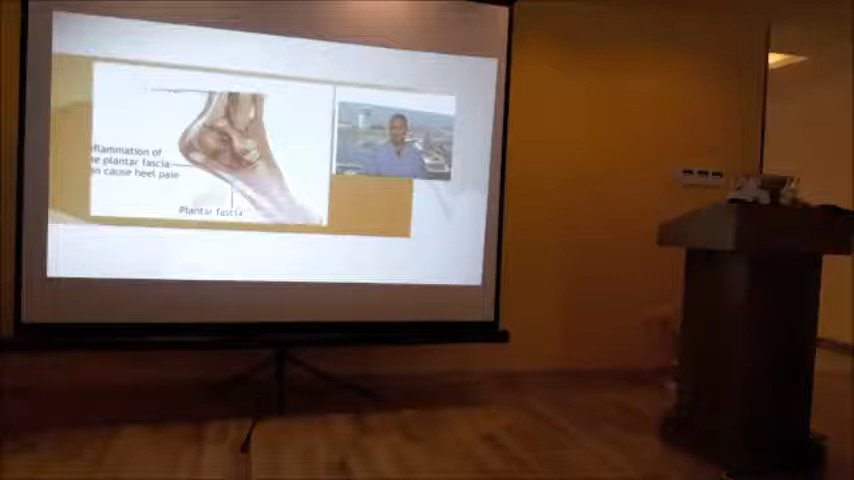 flammation of
e plantar fascia
n cause heel pain
Plantar fascia